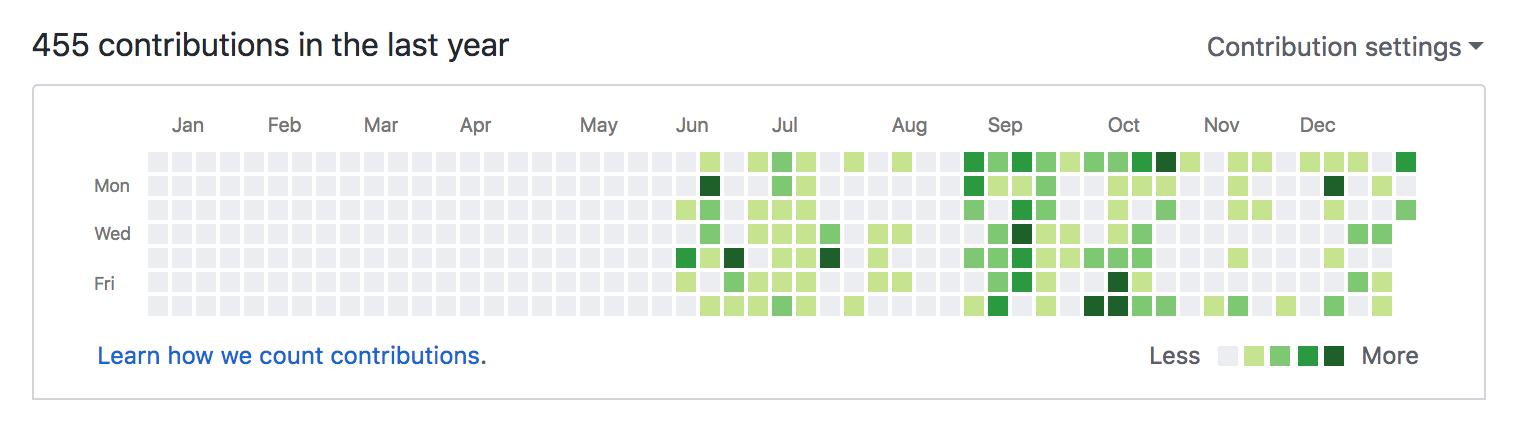 455 contributions in the last year
Contribution settings
Jan Feb Mar Apr May Jun Jul Aug Sep Oct Nov Dec
Mon
Wed
Fri
Learn how we count contributions.
Less More